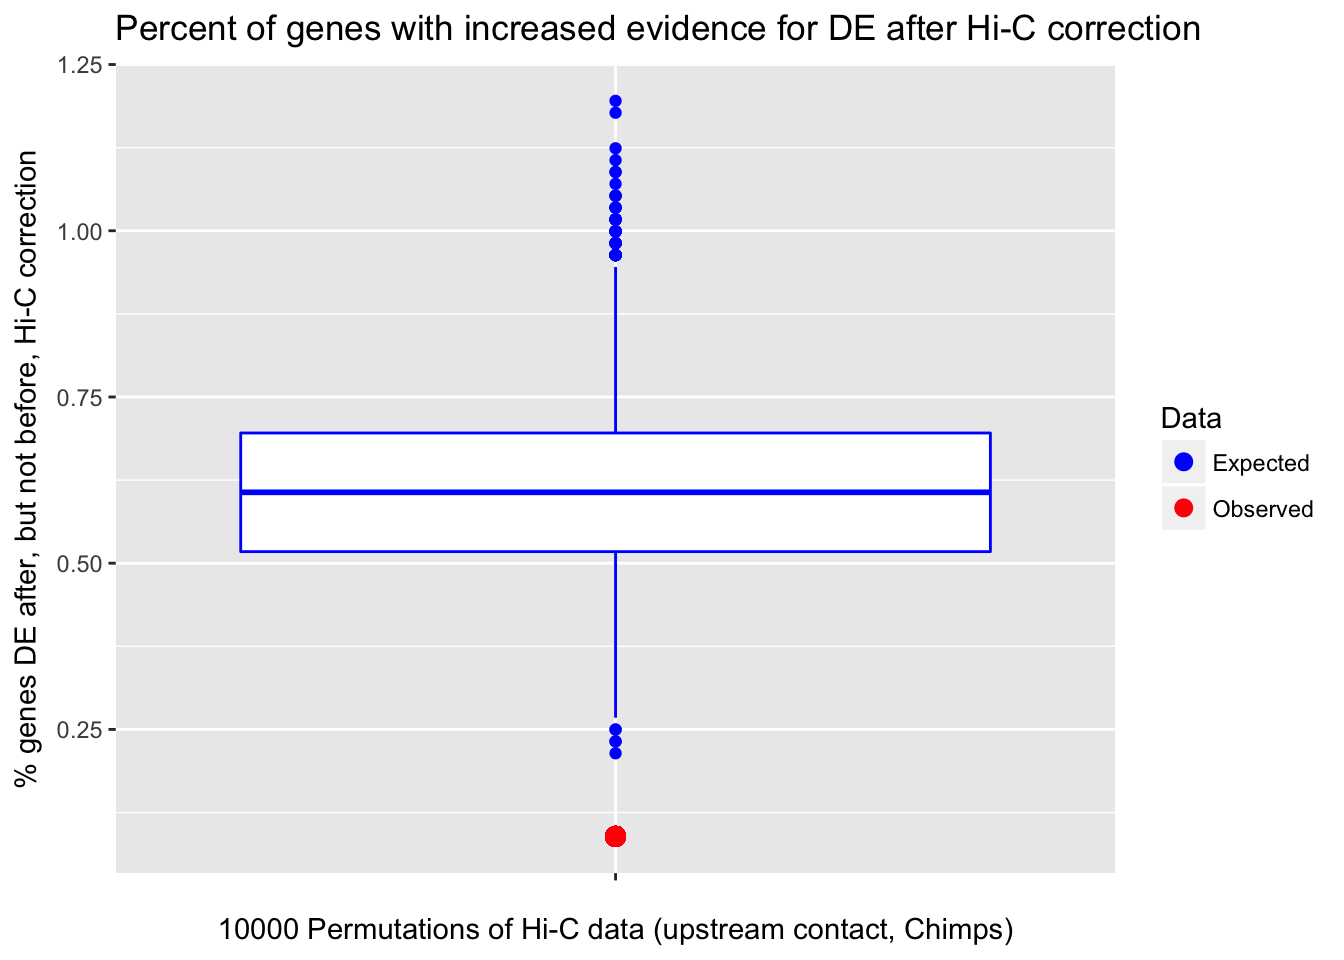 Percent of genes with increased evidence for DE after Hi-C correction
% genes DE after, but not before, Hi-C correction
1.25
1.00
0.75
0.50
0.25
Data
Expected
Observed
10000 Permutations of Hi-C data (upstream contact, Chimps)